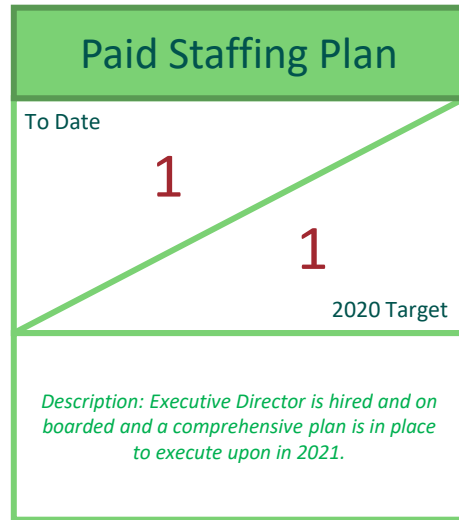 Paid Staffing Plan
To Date
1
1
2020 Target
Description: Executive Director is hired and on
boarded and a comprehensive plan is in place
to execute upon in 2021.